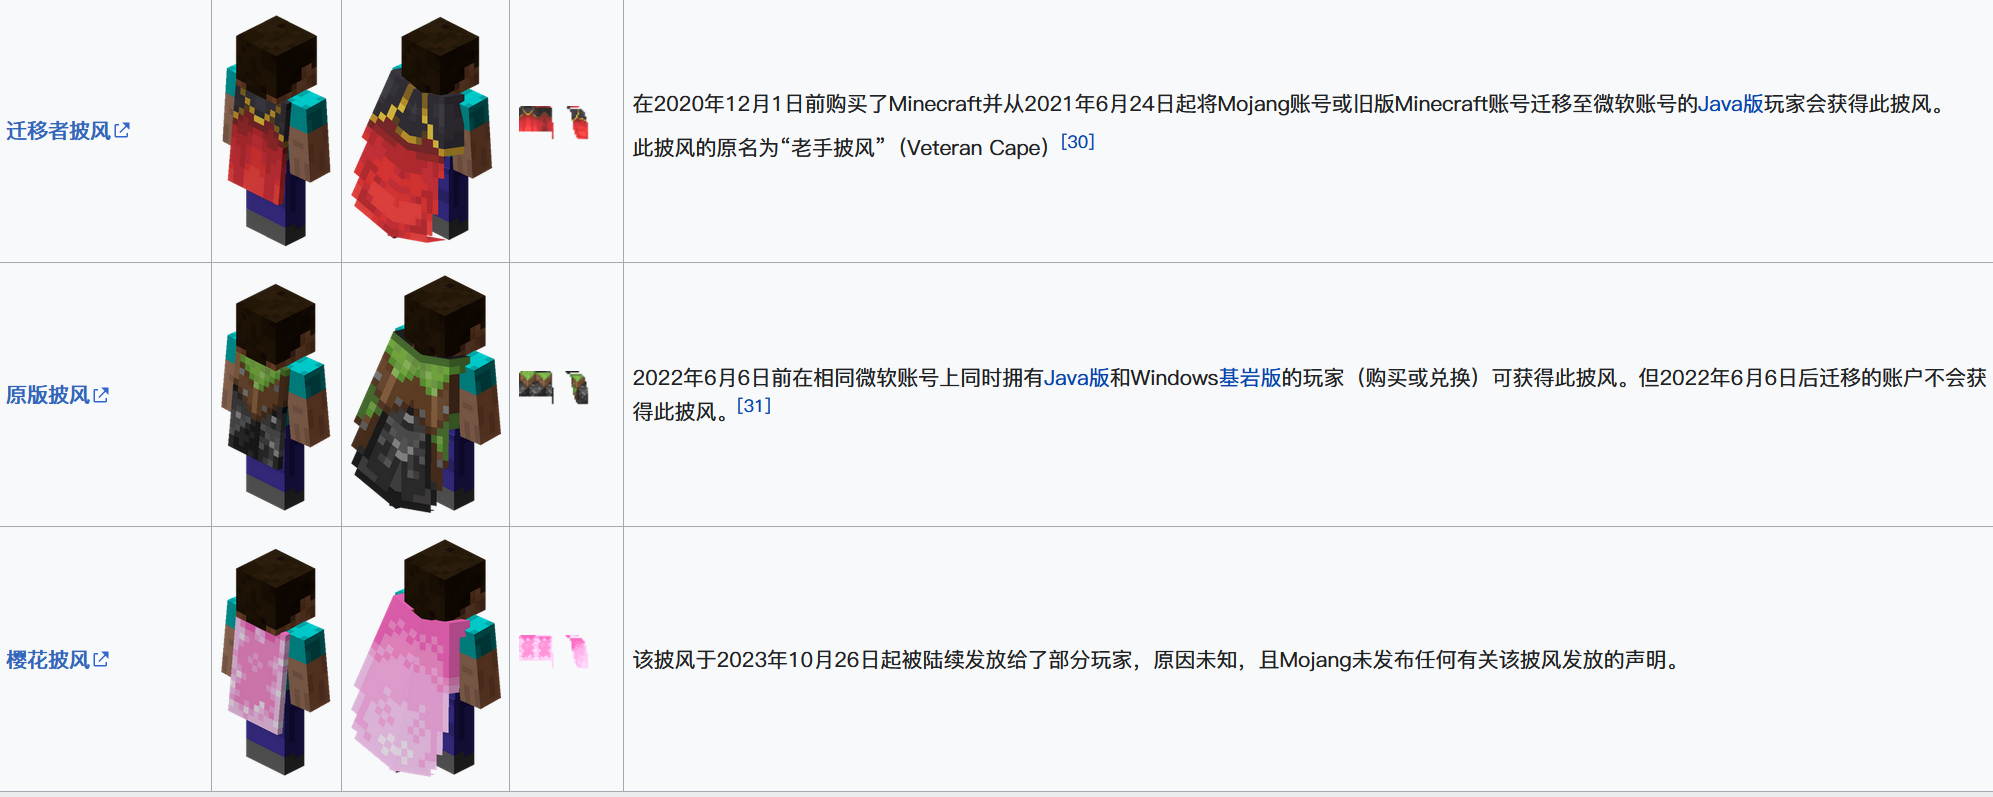 迁移者披风
在2020年12月1日前购买了Minecraft并从2021年6月24日起将Mojang账号或旧版Minecraft账号迁移至微软账号的Java版玩家会获得此披风。
此披风的原名为“老手披风”（Veteran Cape）[30]
原版披风
2022年6月6日前在相同微软账号上同时拥有Java版和Windows基岩版的玩家（购买或兑换）可获得此披风。但2022年6月6日后迁移的账户不会获
得此披风。[31]
樱花披风
该披风于2023年10月26日起被陆续发放给了部分玩家，原因未知，且Mojang未发布任何有关该披风发放的声明。